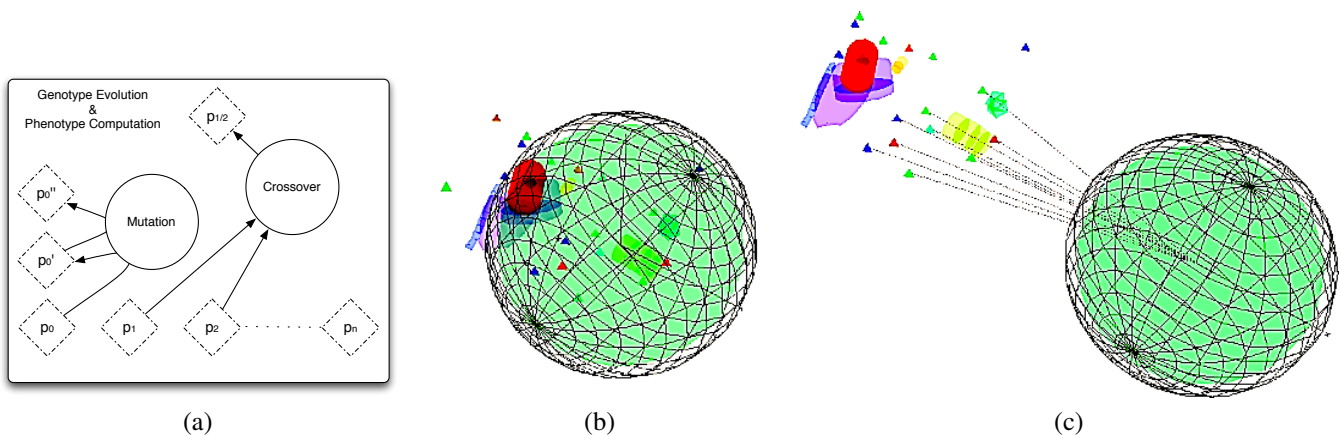 Genotype Evolution
&
Phenotype Computation
p1/2
Crossover
p0''
Mutation
p0'
p0
p1
p2
pn
(a)
(b)
(c)